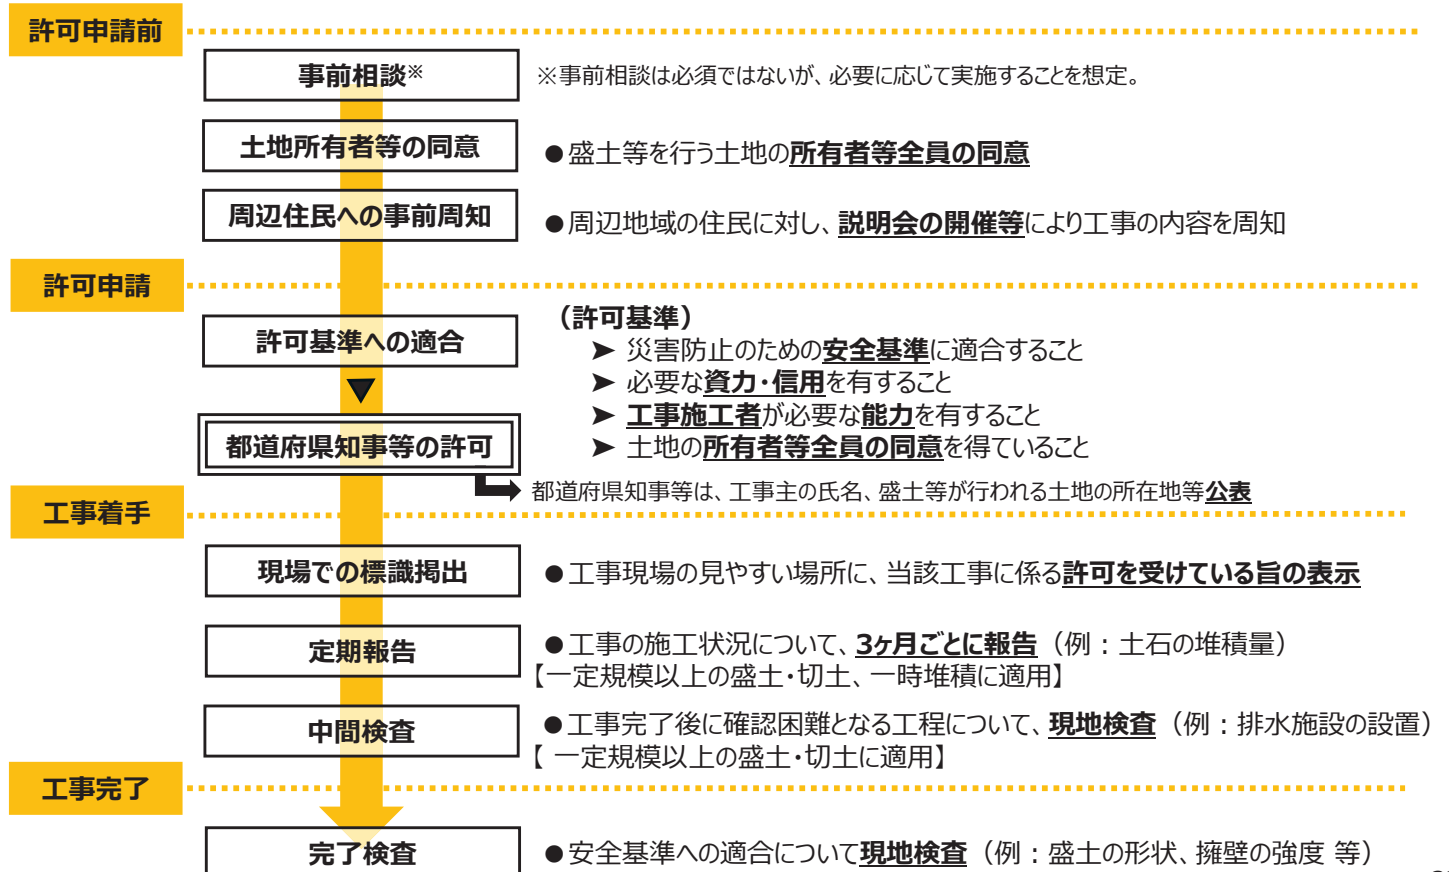 許可申請前
事前相談※
※事前相談は必須ではないが、必要に応じて実施することを想定。
土地所有者等の同意
●盛土等を行う土地の所有者等全員の同意
周辺住民への事前周知
●周辺地域の住民に対し、説明会の開催等により工事の内容を周知
許可申請
許可基準への適合
（許可基準）
➤ 災害防止のための安全基準に適合すること
➤ 必要な資力・信用を有すること
➤ 工事施工者が必要な能力を有すること
➤ 土地の所有者等全員の同意を得ていること
都道府県知事等の許可
都道府県知事等は、工事主の氏名、盛土等が行われる土地の所在地等公表
工事着手
現場での標識掲出
●工事現場の見やすい場所に、当該工事に係る許可を受けている旨の表示
定期報告
●工事の施工状況について、3ヶ月ごとに報告（例：土石の堆積量）
【一定規模以上の盛土・切土、一時堆積に適用】
中間検査
●工事完了後に確認困難となる工程について、現地検査（例：排水施設の設置）
【 一定規模以上の盛土・切土に適用】
工事完了
完了検査
●安全基準への適合について現地検査（例：盛土の形状、擁壁の強度 等）